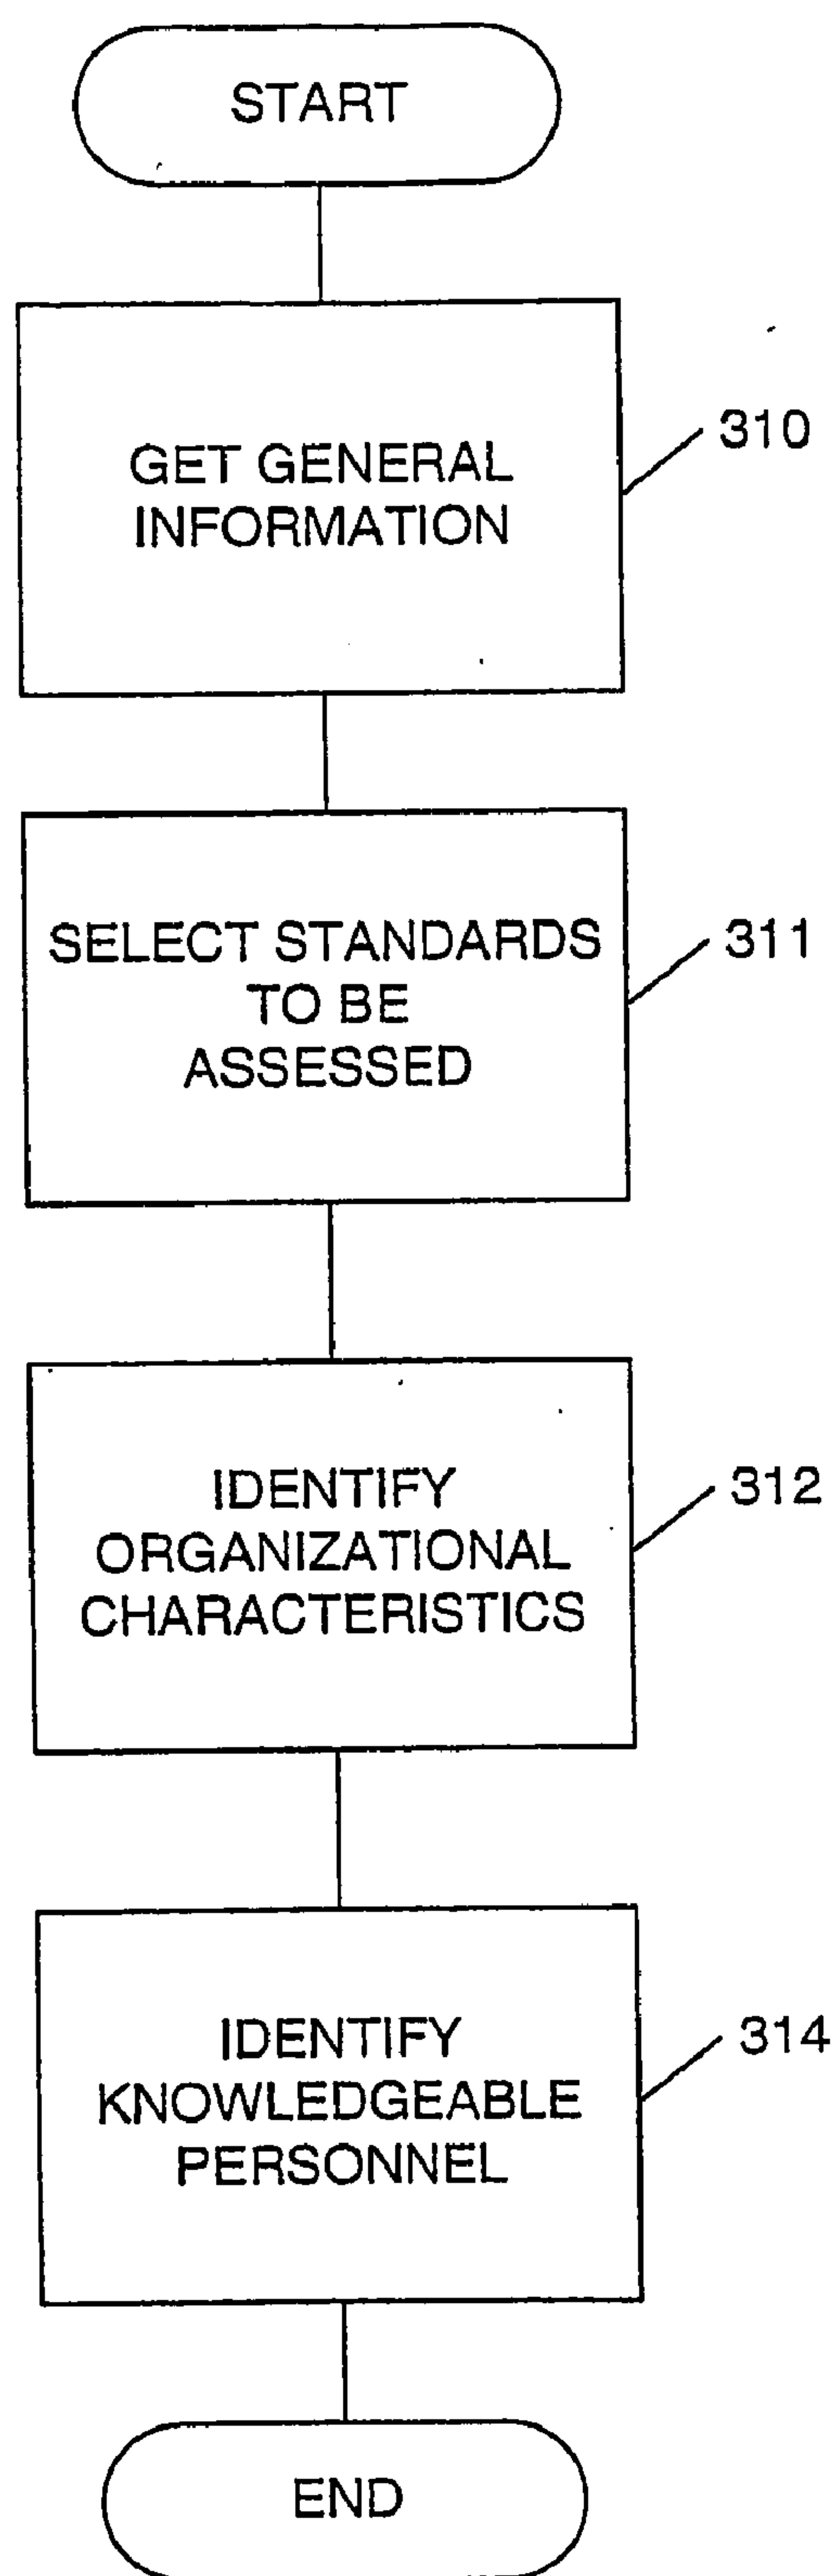 START
GET GENERAL
INFORMATION
310
SELECT STANDARDS
TO BE
ASSESSED
311
IDENTIFY
ORGANIZATIONAL
CHARACTERISTICS
312
IDENTIFY
KNOWLEDGEABLE
PERSONNEL
314
END